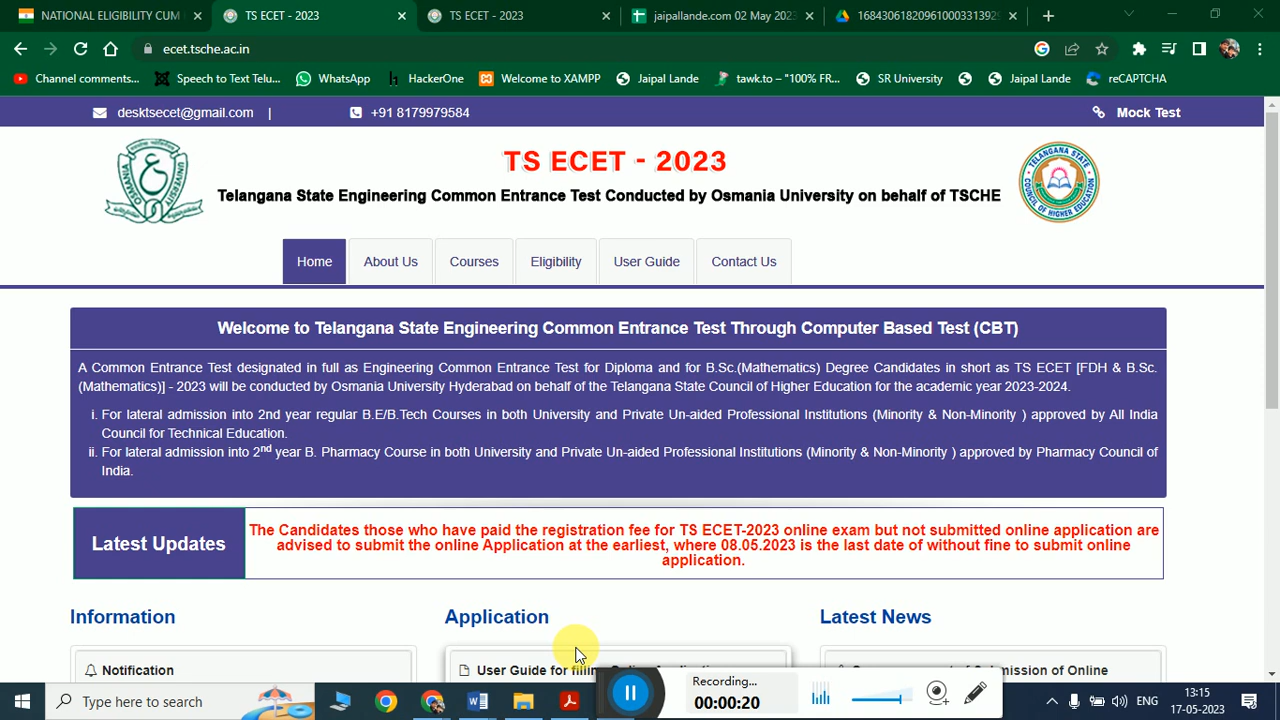 NATIONAL ELIGIBILITY CUM
TS ECET - 2023
TS ECET - 2023
jaipallande.com 02 May 2023
ecet.tsche.ac.in
Channel comments...
Speech to Text Telu...
WhatsApp
HackerOne
Welcome to XAMPP
Jaipal Lande
tawk.to – "100% FR...
SR University
Jaipal Lande
reCAPTCHA
desktsecet@gmail.com |
+91 8179979584
Mock Test
TS ECET - 2023
Telangana State Engineering Common Entrance Test Conducted by Osmania University on behalf of TSCHE
Home
About Us
Courses
Eligibility
User Guide
Contact Us
Welcome to Telangana State Engineering Common Entrance Test Through Computer Based Test (CBT)
A Common Entrance Test designated in full as Engineering Common Entrance Test for Diploma and for B.Sc.(Mathematics) Degree Candidates in short as TS ECET [FDH & B.Sc.
(Mathematics)] - 2023 will be conducted by Osmania University Hyderabad on behalf of the Telangana State Council of Higher Education for the academic year 2023-2024.
i. For lateral admission into 2nd year regular B.E/B.Tech Courses in both University and Private Un-aided Professional Institutions (Minority & Non-Minority ) approved by All India
Council for Technical Education.
ii. For lateral admission into 2nd year B. Pharmacy Course in both University and Private Un-aided Professional Institutions (Minority & Non-Minority ) approved by Pharmacy Council of
India.
Latest Updates
The Candidates those who have paid the registration fee for TS ECET-2023 online exam but not submitted online application are
advised to submit the online Application at the earliest, where 08.05.2023 is the last date of without fine to submit online
application.
Information
Application
Latest News
Notification
User Guide for filling Online Application
of Submission of Online
Recording...
00:00:20
Type here to search
ENG
13:15
17-05-2023